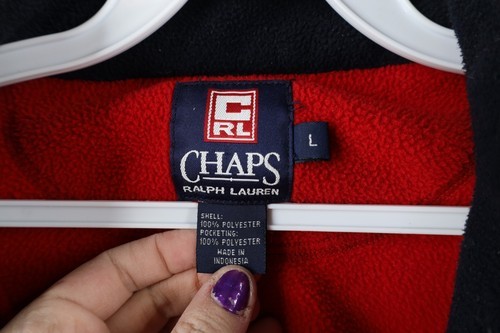 C
RL
L
CHAPS
RALPH LAUREN
SHELL:
100% POLYESTER
POCKETING:
100% POLYESTER
MADE IN
INDONESIA